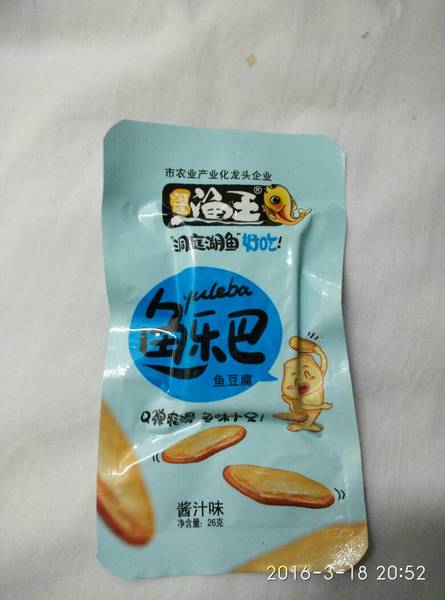 市农业产业化龙头企业
渔王®
"洞庭湖鱼"好吃!
yuleba
鱼乐巴
鱼豆腐
Q弹爽滑 鱼味十足!
酱汁味
净含量: 26克
2016-3-18 20:52